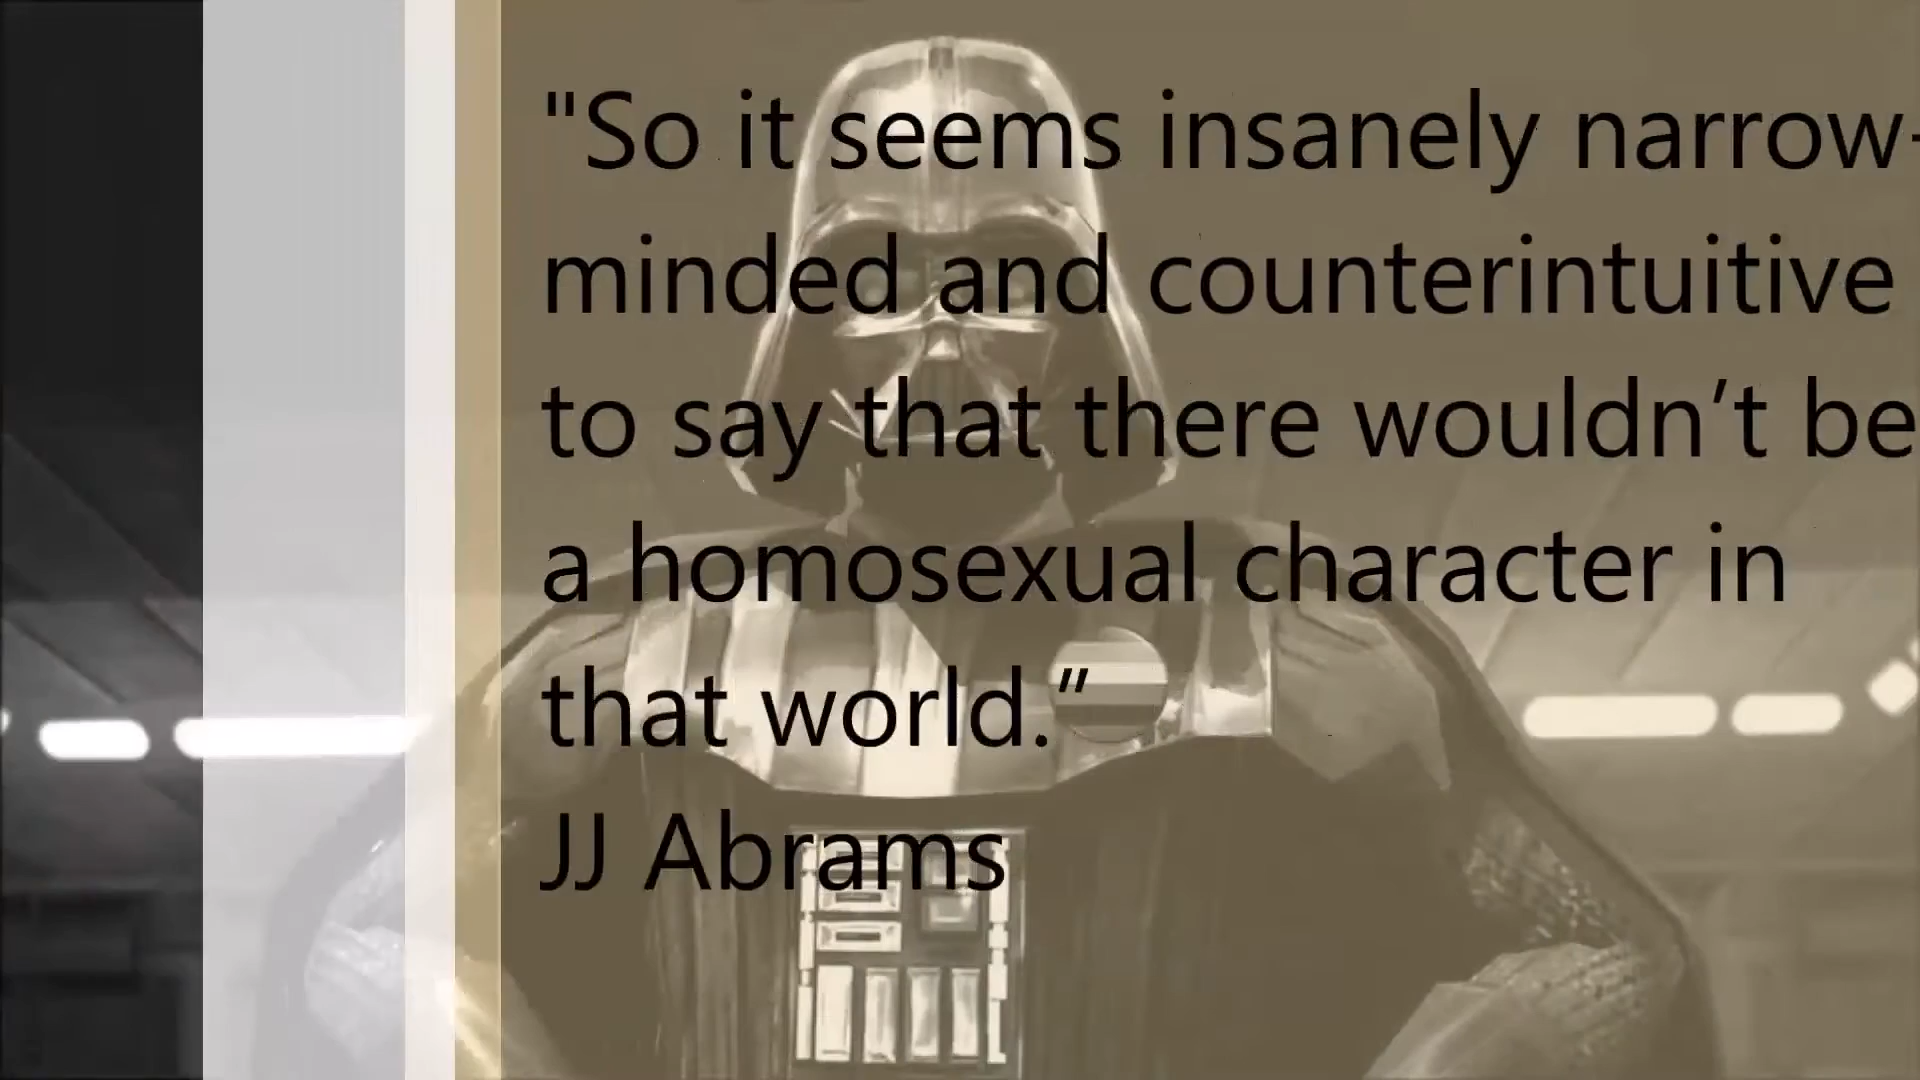 "So it seems insanely narrow-
minded and counterintuitive
to say that there wouldn’t be
a homosexual character in
that world.”
JJ Abrams